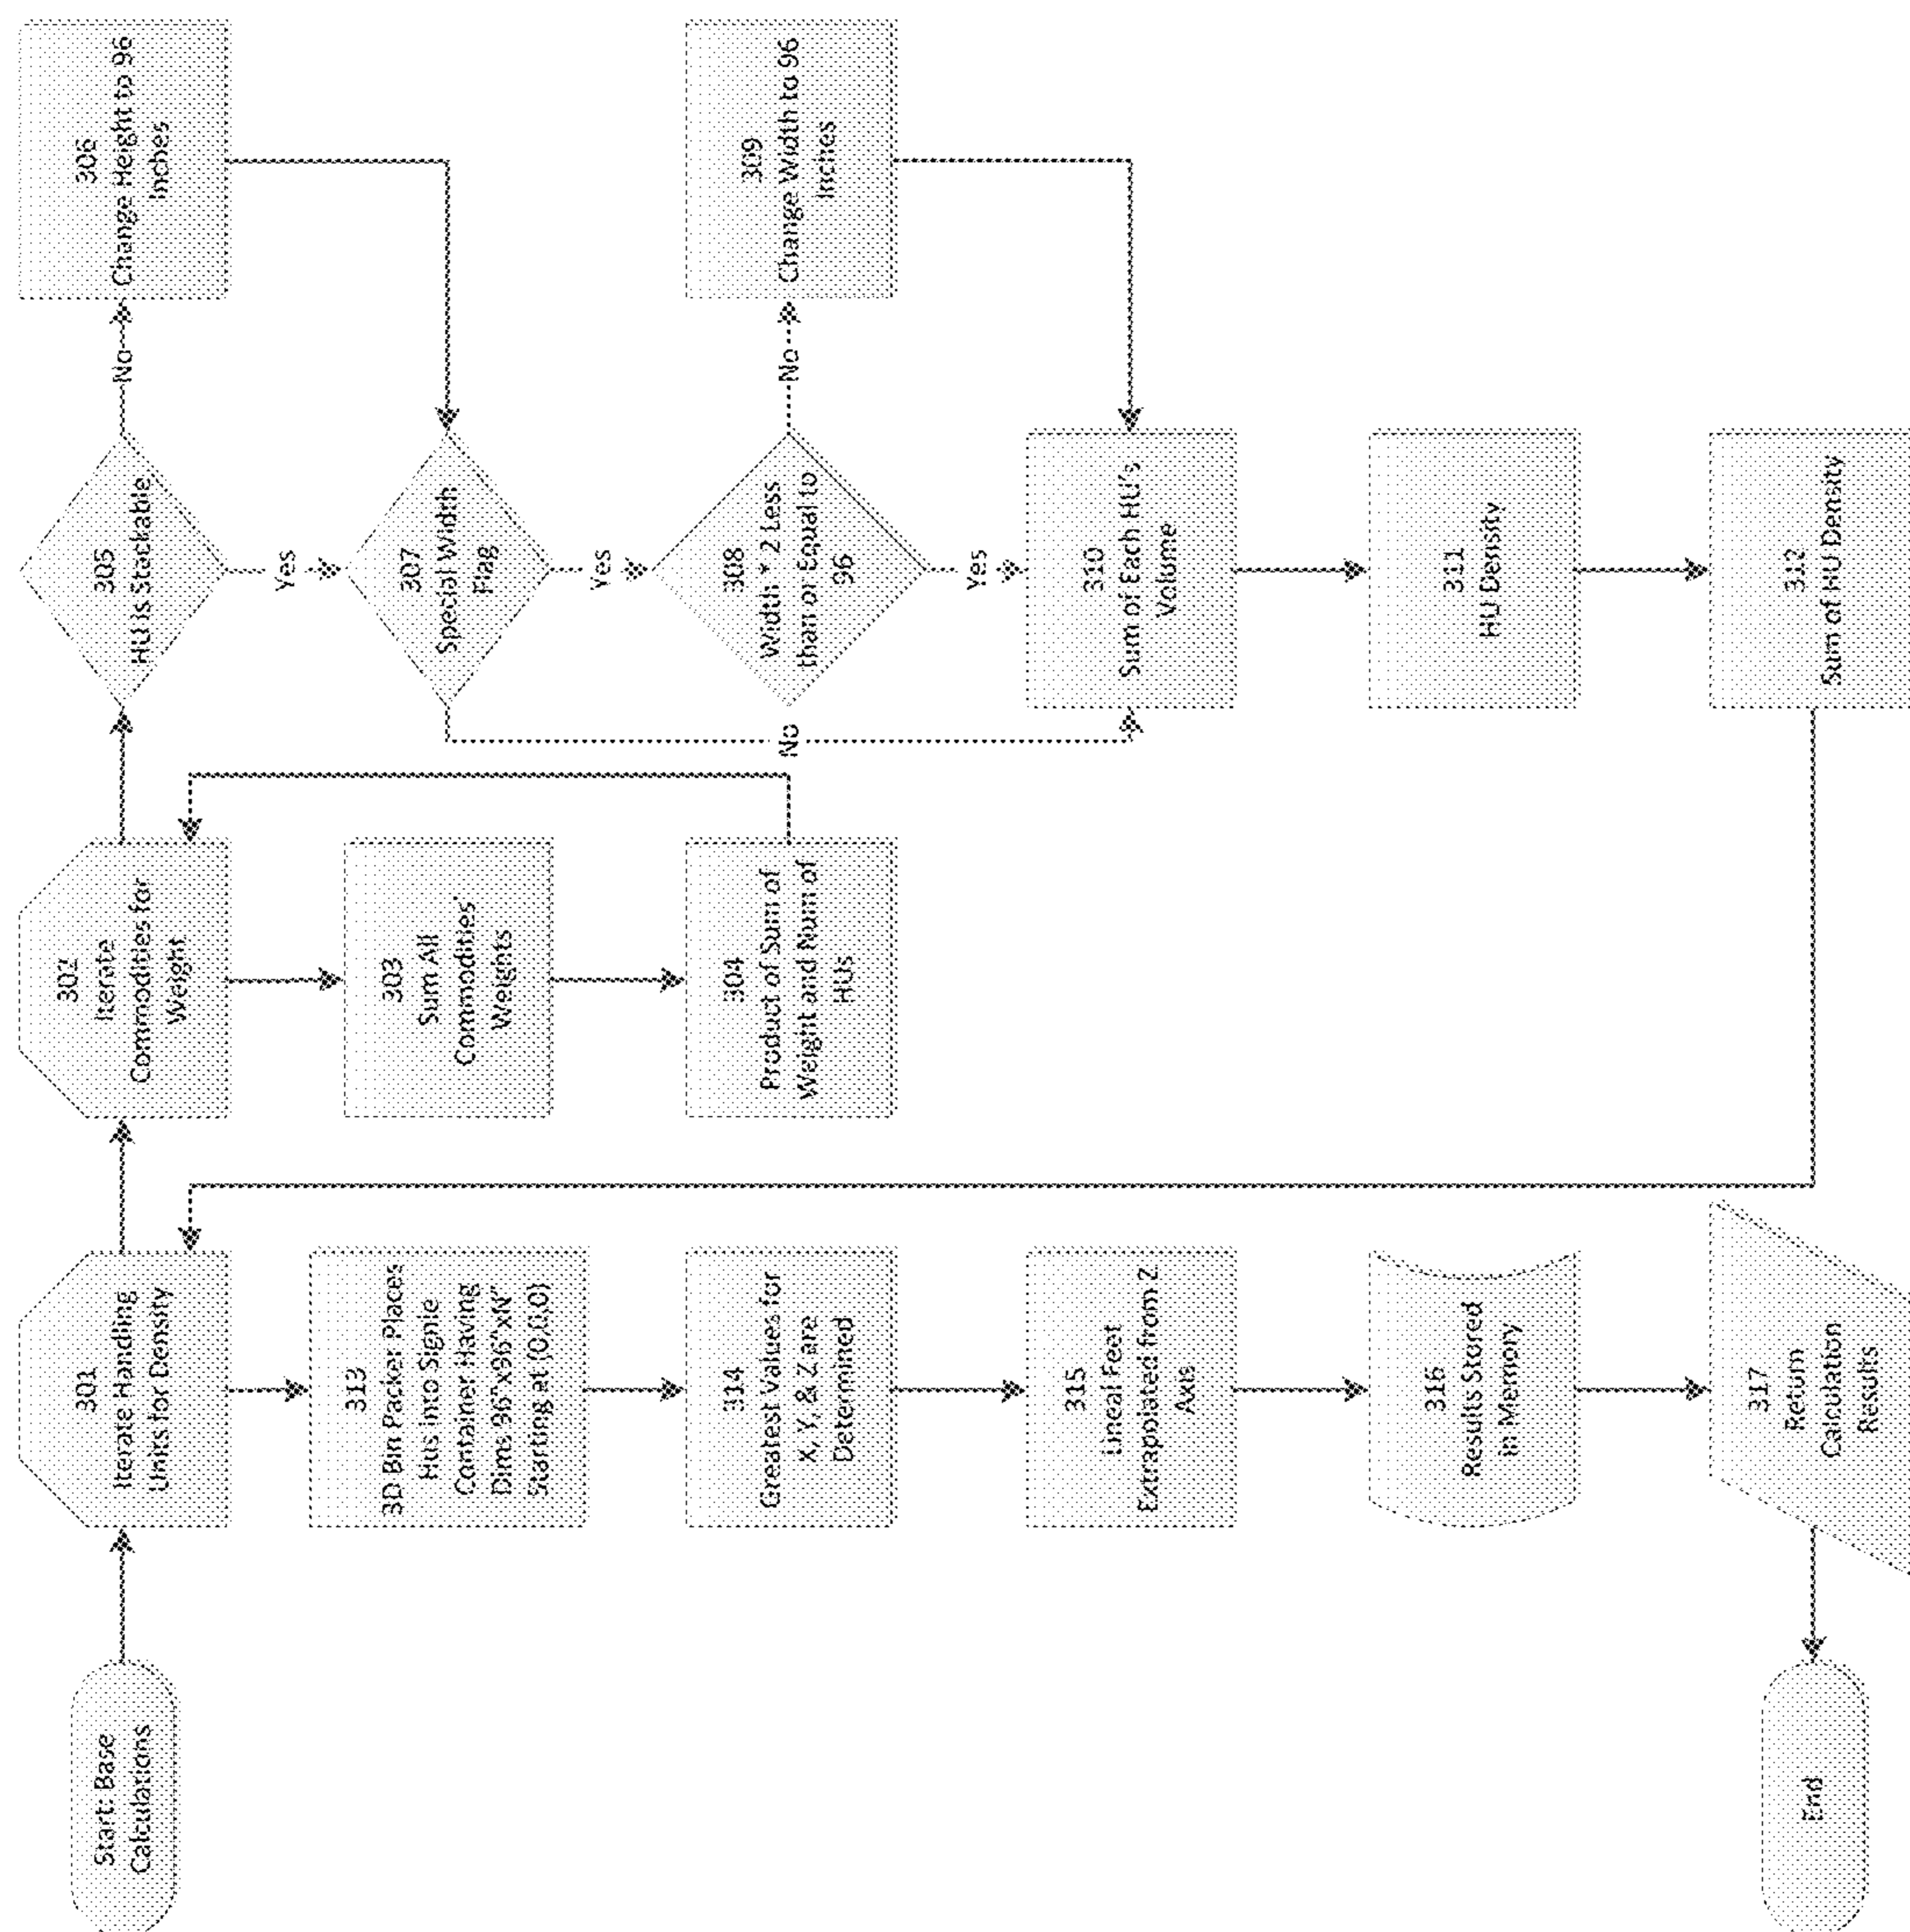 Start: Base
Calculations
301
Iterate Handling
Units for Density
302
Iterate
Commodities for
Weight
303
Sum All
Commodities'
Weights
304
Product of Sum of
Weight and Num of
HUs
305
HU is Stackable
No
306
Change Height to 96
Inches
Yes
307
Special Width
Flag
Yes
No
308
Width * 2 Less
than or Equal to
96
No
309
Change Width to 96
Inches
Yes
310
Sum of Each HU's
Volume
311
HU Density
312
Sum of HU Density
313
3D Bin Packer Places
Hus into Signle
Container Having
Dims 96"x96"xN"
Starting at (0,0,0)
314
Greatest Values for
X, Y, & Z are
Determined
315
Lineal Feet
Extrapolated from Z
Axis
316
Results Stored
in Memory
317
Return
Calculation
Results
End